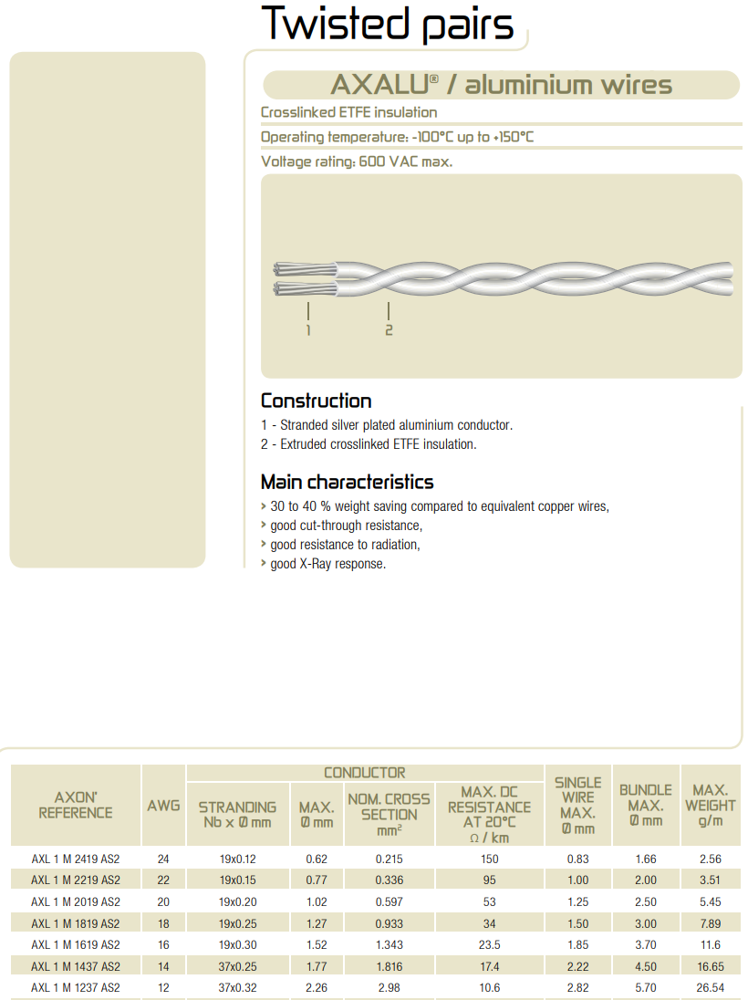 Twisted pairs
AXALU® / aluminium wires
Crosslinked ETFE insulation
Operating temperature: -100°C up to +150°C
Voltage rating: 600 VAC max.
1 2
Construction
1 - Stranded silver plated aluminium conductor.
2 - Extruded crosslinked ETFE insulation.
Main characteristics
› 30 to 40 % weight saving compared to equivalent copper wires,
› good cut-through resistance,
› good resistance to radiation,
› good X-Ray response.
AXON' REFERENCE AWG CONDUCTOR SINGLE WIRE MAX. Ø mm BUNDLE MAX. Ø mm MAX. WEIGHT g/m
STRANDING Nb x Ø mm MAX. Ø mm NOM. CROSS SECTION mm² MAX. DC RESISTANCE AT 20°C Ω / km
AXL 1 M 2419 AS2 24 19x0.12 0.62 0.215 150 0.83 1.66 2.56
AXL 1 M 2219 AS2 22 19x0.15 0.77 0.336 95 1.00 2.00 3.51
AXL 1 M 2019 AS2 20 19x0.20 1.02 0.597 53 1.25 2.50 5.45
AXL 1 M 1819 AS2 18 19x0.25 1.27 0.933 34 1.50 3.00 7.89
AXL 1 M 1619 AS2 16 19x0.30 1.52 1.343 23.5 1.85 3.70 11.6
AXL 1 M 1437 AS2 14 37x0.25 1.77 1.816 17.4 2.22 4.50 16.65
AXL 1 M 1237 AS2 12 37x0.32 2.26 2.98 10.6 2.82 5.70 26.54